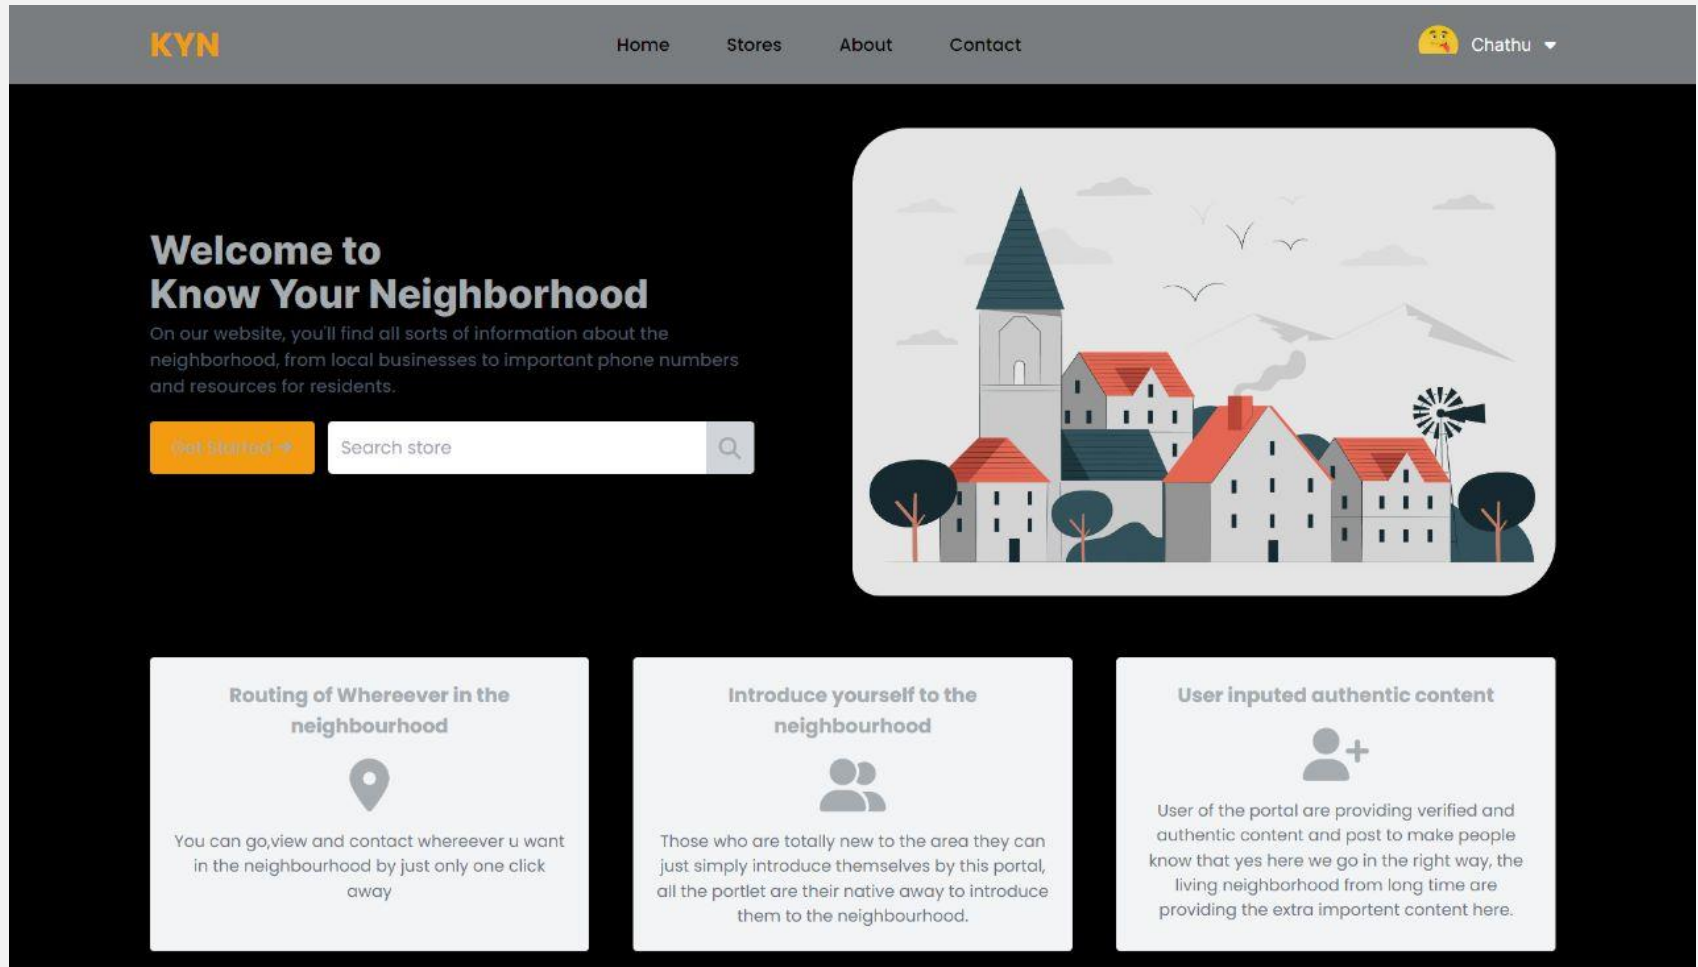 KYN
Home Stores About Contact
Chathu
Welcome to
Know Your Neighborhood
On our website, you'll find all sorts of information about the
neighborhood, from local businesses to important phone numbers
and resources for residents.
Get Started →
Search store
Routing of Whereever in the
neighbourhood
You can go,view and contact whereever u want
in the neighbourhood by just only one click
away
Introduce yourself to the
neighbourhood
Those who are totally new to the area they can
just simply introduce themselves by this portal,
all the portlet are their native away to introduce
them to the neighbourhood.
User inputed authentic content
User of the portal are providing verified and
authentic content and post to make people
know that yes here we go in the right way, the
living neighborhood from long time are
providing the extra importent content here.